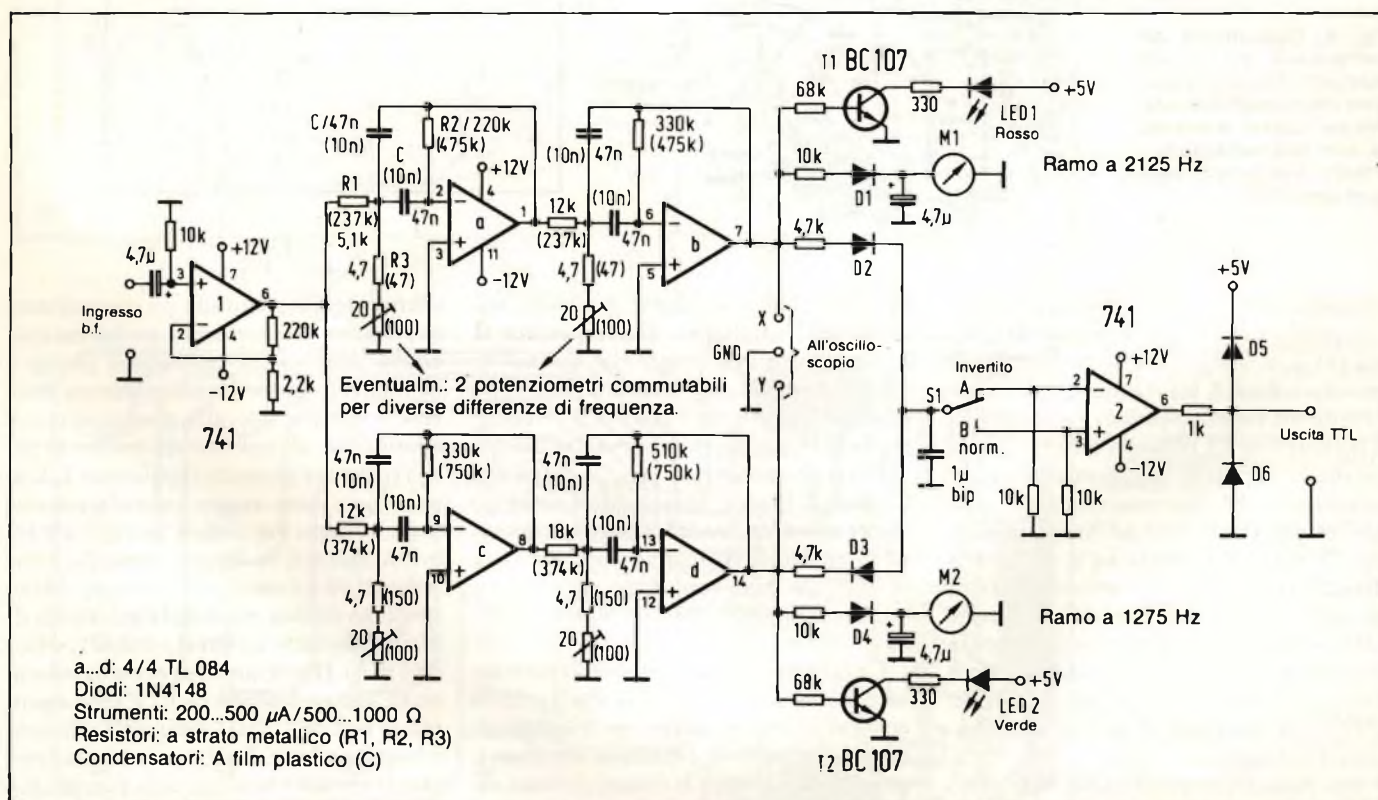 T1 BC107
68k
330
LED1
Rosso
+5V
C/47n
(10n)
R2/220k
(475k)
(10n)
47n
330k
(475k)
10k
D1
M1
Ramo a 2125 Hz
4,7µ
R1
(237k)
5,1k
C
(10n)
47n
+12V
4
2
3
a
1
11
-12V
12k
(237k)
(10n)
47n
6
5
b
7
4,7k
D2
10k
4,7µ
+12V
Ingresso
b.f.
3
2
1
7
6
4
-12V
220k
2,2k
741
R3
4,7
(47)
20
(100)
4,7
(47)
20
(100)
X
GND
Y
All'oscillo-
scopio
Eventualm.: 2 potenziometri commutabili
per diverse differenze di frequenza.
741
+5V
D5
+12V
Invertito
S1
A
B
norm.
2
3
2
7
6
4
-12V
1k
Uscita TTL
D6
1µ
bip
10k
10k
47n
(10n)
330k
(750k)
47n
(10n)
510k
(750k)
12k
(374k)
(10n)
47n
9
10
c
8
18k
(374k)
(10n)
47n
13
12
d
14
4,7k
D3
4,7
(150)
20
(100)
4,7
(150)
20
(100)
10k
D4
M2
Ramo a 1275 Hz
4,7µ
68k
330
LED2
Verde
+5V
T2 BC107
a...d: 4/4 TL 084
Diodi: 1N4148
Strumenti: 200...500 µA/500...1000 Ω
Resistori: a strato metallico (R1, R2, R3)
Condensatori: A film plastico (C)